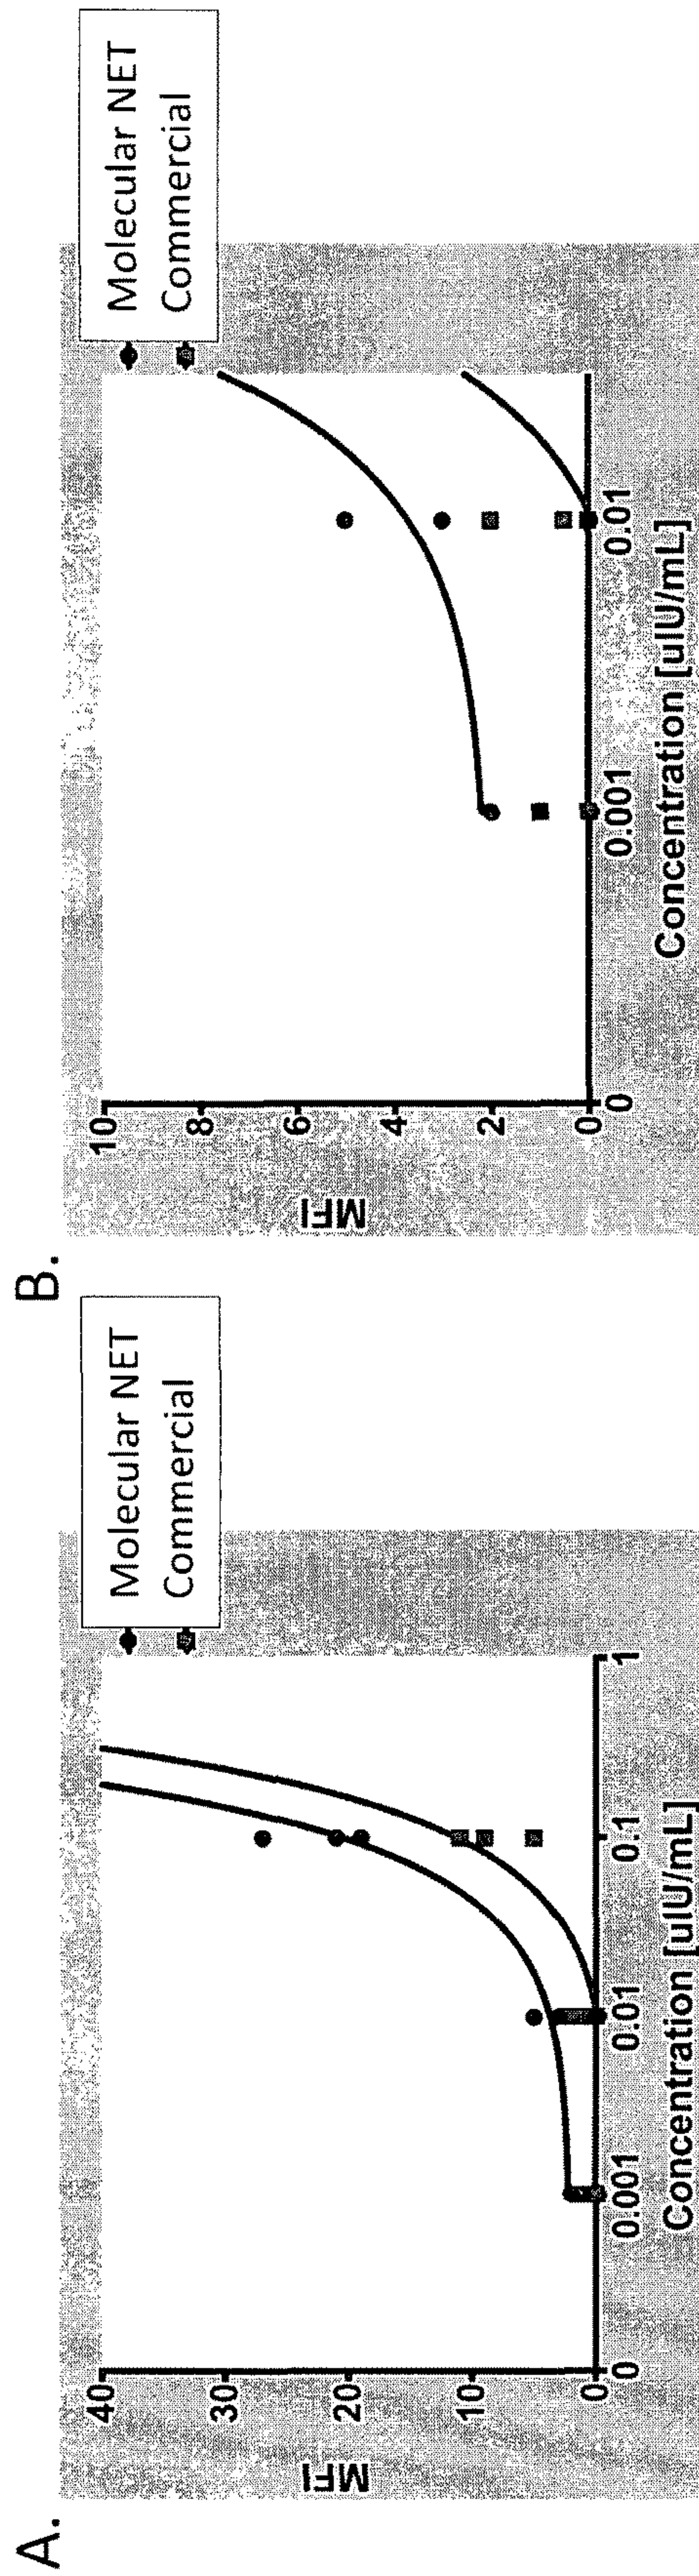 A.
Molecular NET
Commercial
40
30
20
10
0
MFI
0
0.001
0.01
0.1
1
Concentration [uIU/mL]
B.
Molecular NET
Commercial
10
8
6
4
2
0
MFI
0
0.001
0.01
Concentration [uIU/mL]